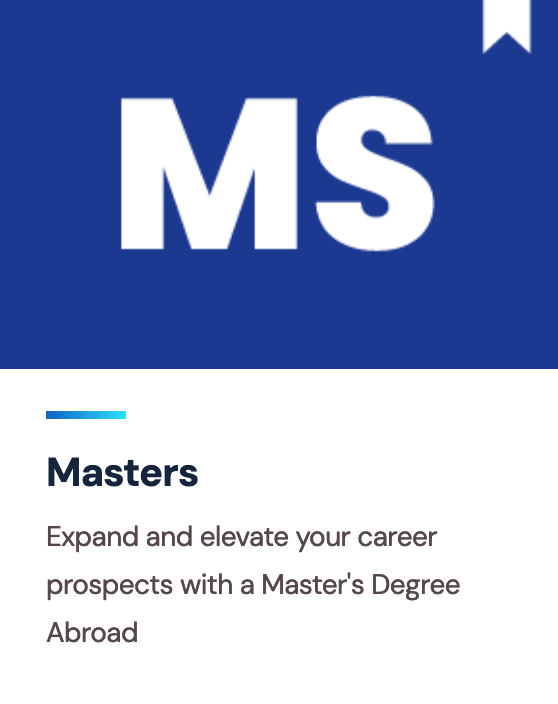 MS
Masters
Expand and elevate your career
prospects with a Master's Degree
Abroad